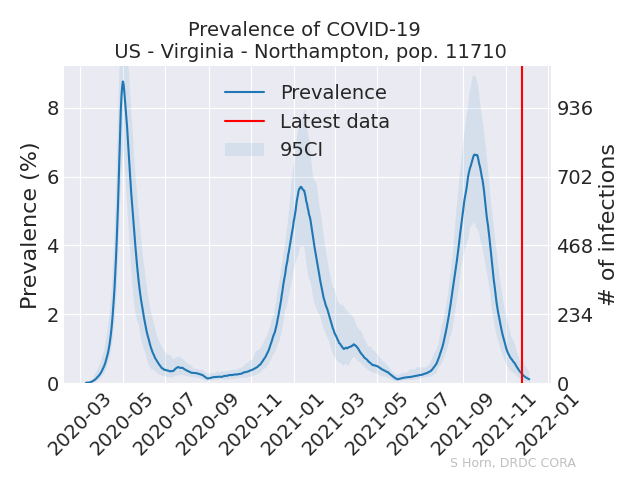 Prevalence of COVID-19
US - Virginia - Northampton, pop. 11710
Prevalence
Latest data
95CI
Prevalence (%)
8
6
4
2
0
936
702
468
234
0
# of infections
2020-03
2020-05
2020-07
2020-09
2020-11
2021-01
2021-03
2021-05
2021-07
2021-09
2021-11
2022-01
S Horn, DRDC CORA